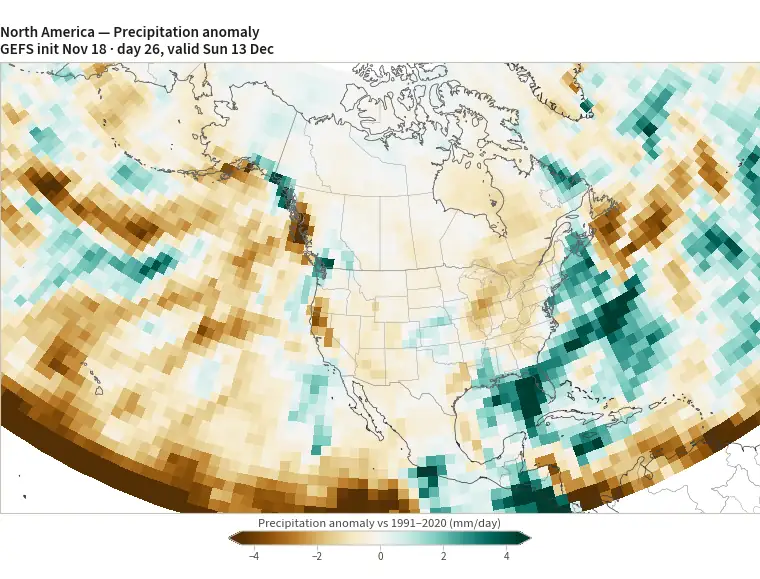 North America — Precipitation anomaly
GEFS init Nov 18 · day 26, valid Sun 13 Dec
Precipitation anomaly vs 1991–2020 (mm/day)
−4 −2 0 2 4